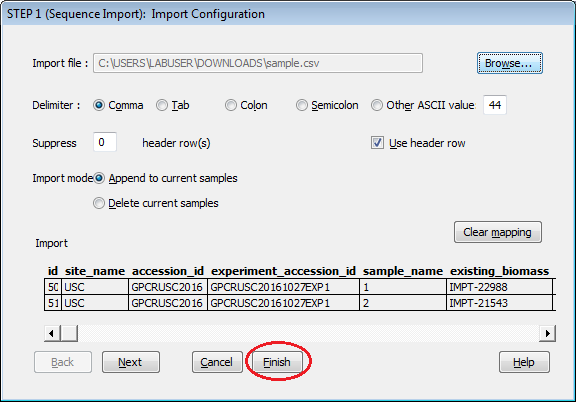 STEP 1 (Sequence Import): Import Configuration
Import file : C:\USERS\LABUSER\DOWNLOADS\sample.csv Browse...
Delimiter : Comma Tab Colon Semicolon Other ASCII value 44
Suppress 0 header row(s) Use header row
Import mode Append to current samples
Delete current samples
Clear mapping
Import
id site_name accession_id experiment_accession_id sample_name existing_biomass
50 USC GPCRUSC2016 GPCRUSC20161027EXP1 1 IMPT-22988
51 USC GPCRUSC2016 GPCRUSC20161027EXP1 2 IMPT-21543
Back Next Cancel Finish Help